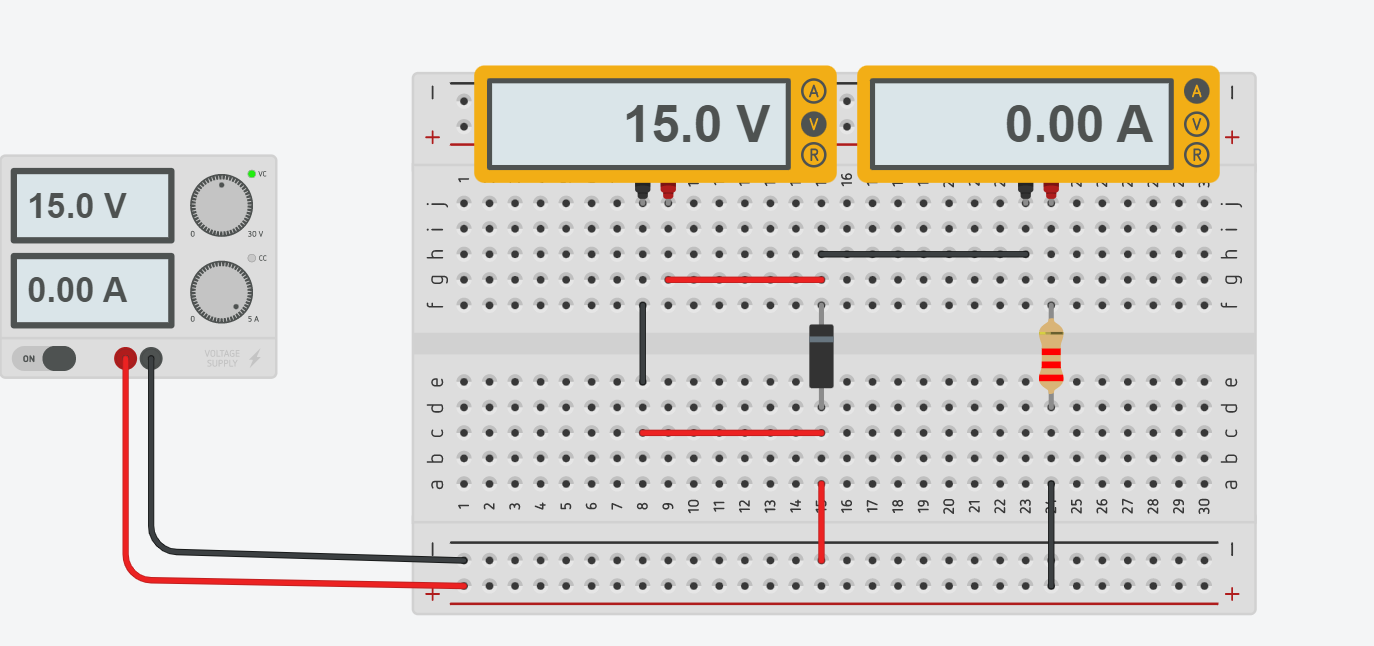 15.0 V
0.00 A
VC
0
30 V
CC
0
5 A
ON
VOLTAGE
SUPPLY
15.0 V
A
V
R
0.00 A
A
V
R
1
16
j
j
i
i
h
h
g
g
f
f
e
e
d
d
c
c
b
b
a
a
1 2 3 4 5 6 7 8 9 10 11 12 13 14 15 16 17 18 19 20 21 22 23 24 25 26 27 28 29 30
+
+
+
+